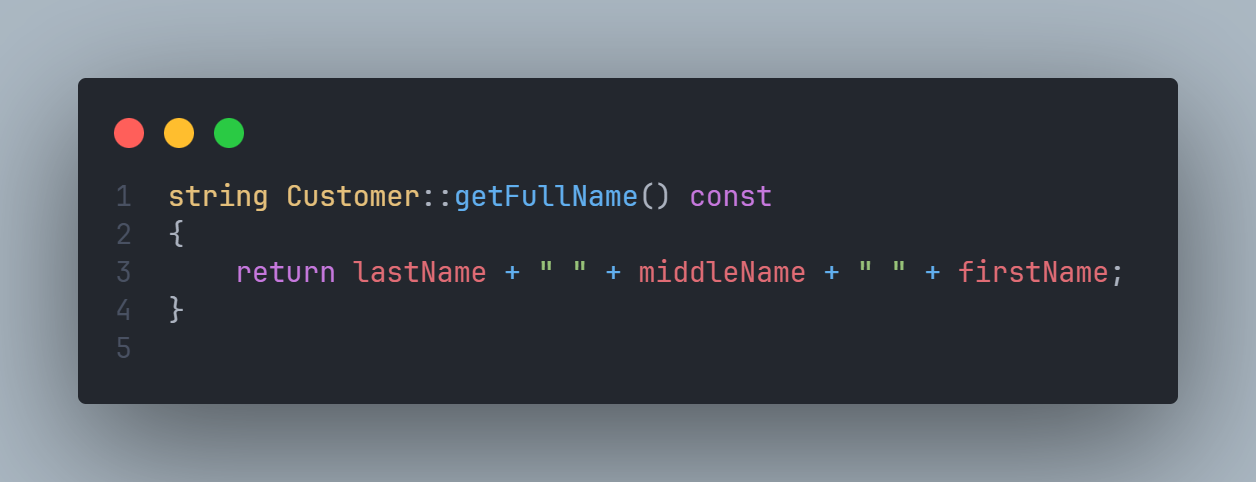 1 string Customer::getFullName() const
2 {
3     return lastName + " " + middleName + " " + firstName;
4 }
5